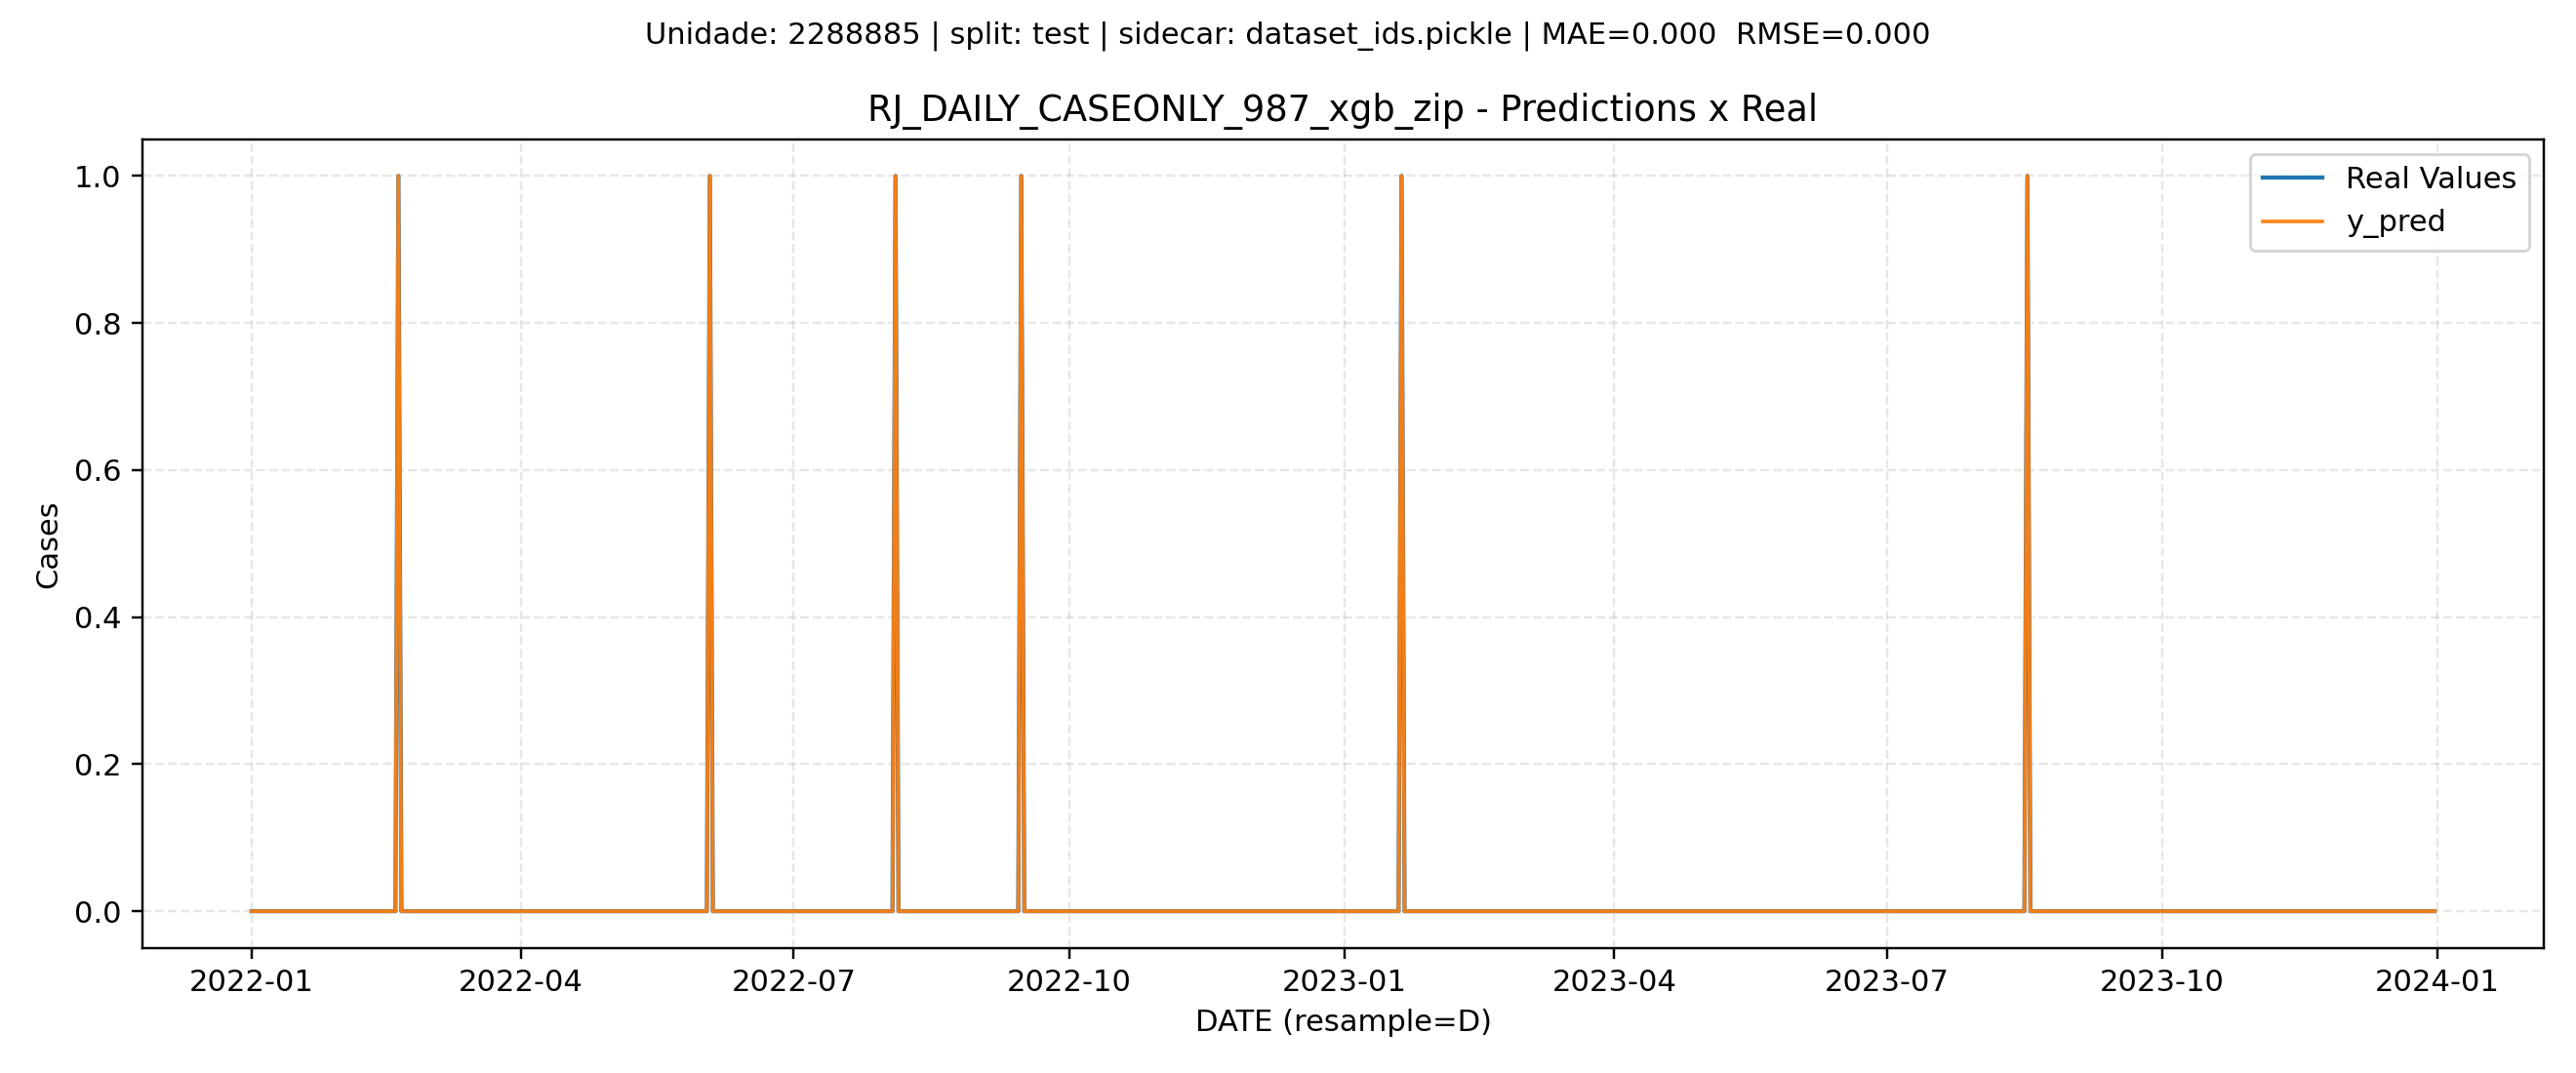 Unidade: 2288885 | split: test | sidecar: dataset_ids.pickle | MAE=0.000  RMSE=0.000
RJ_DAILY_CASEONLY_987_xgb_zip - Predictions x Real
Real Values
y_pred
Cases
1.0
0.8
0.6
0.4
0.2
0.0
2022-01 2022-04 2022-07 2022-10 2023-01 2023-04 2023-07 2023-10 2024-01
DATE (resample=D)